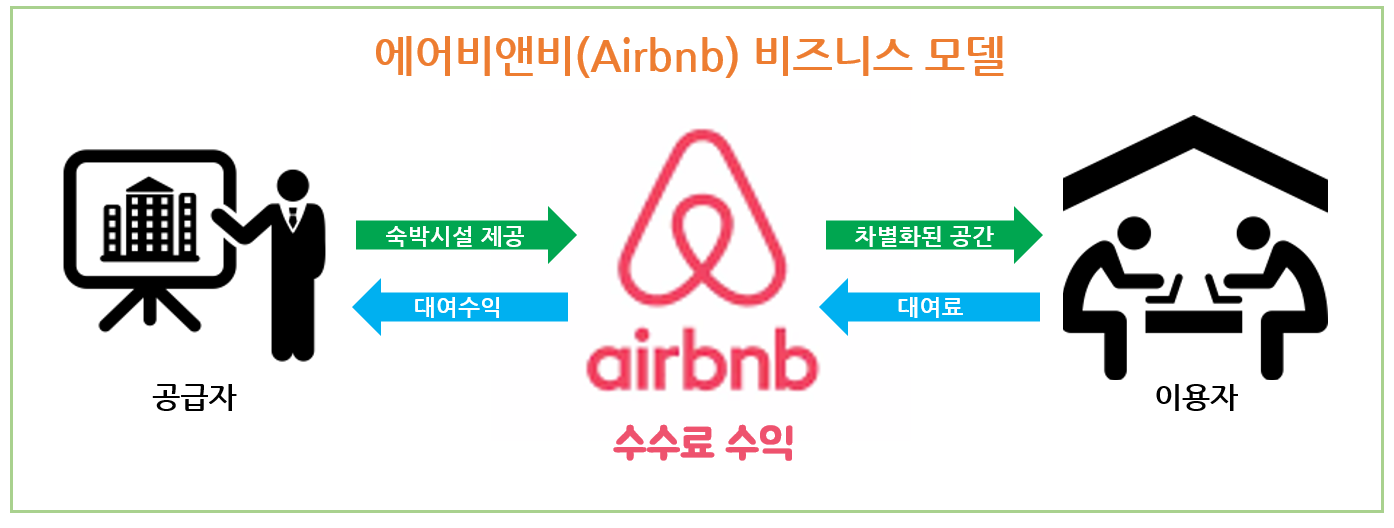 에어비앤비(Airbnb) 비즈니스 모델
숙박시설 제공
대여수익
공급자
airbnb
수수료 수익
차별화된 공간
대여료
이용자